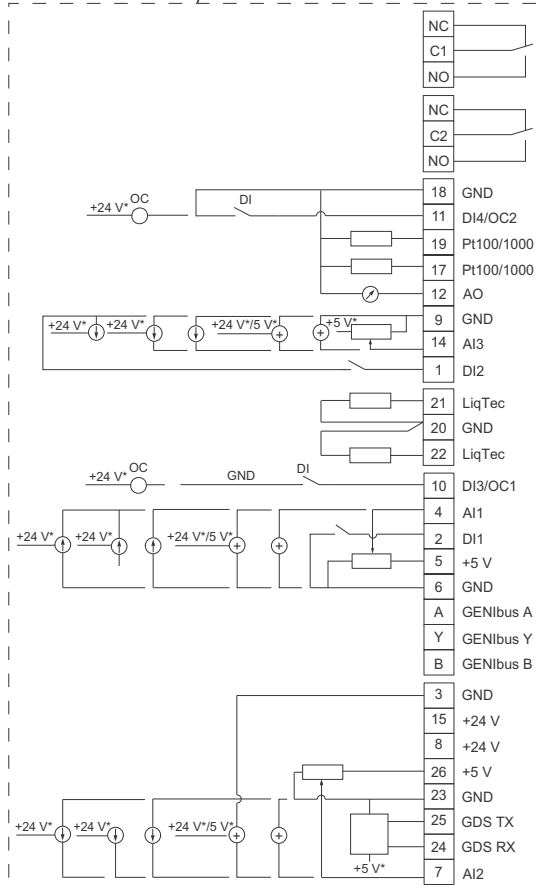 NC
C1
NO
NC
C2
NO
18 GND
+24 V* OC DI 11 DI4/OC2
19 Pt100/1000
17 Pt100/1000
12 AO
9 GND
+24 V* +24 V* +24 V*/5 V* +5 V*
14 AI3
1 DI2
21 LiqTec
20 GND
22 LiqTec
+24 V* OC GND DI 10 DI3/OC1
4 AI1
2 DI1
+24 V* +24 V* +24 V*/5 V*
5 +5 V
6 GND
A GENIbus A
Y GENIbus Y
B GENIbus B
3 GND
15 +24 V
8 +24 V
26 +5 V
23 GND
25 GDS TX
+24 V* +24 V* +24 V*/5 V*
24 GDS RX
+5 V*
7 AI2